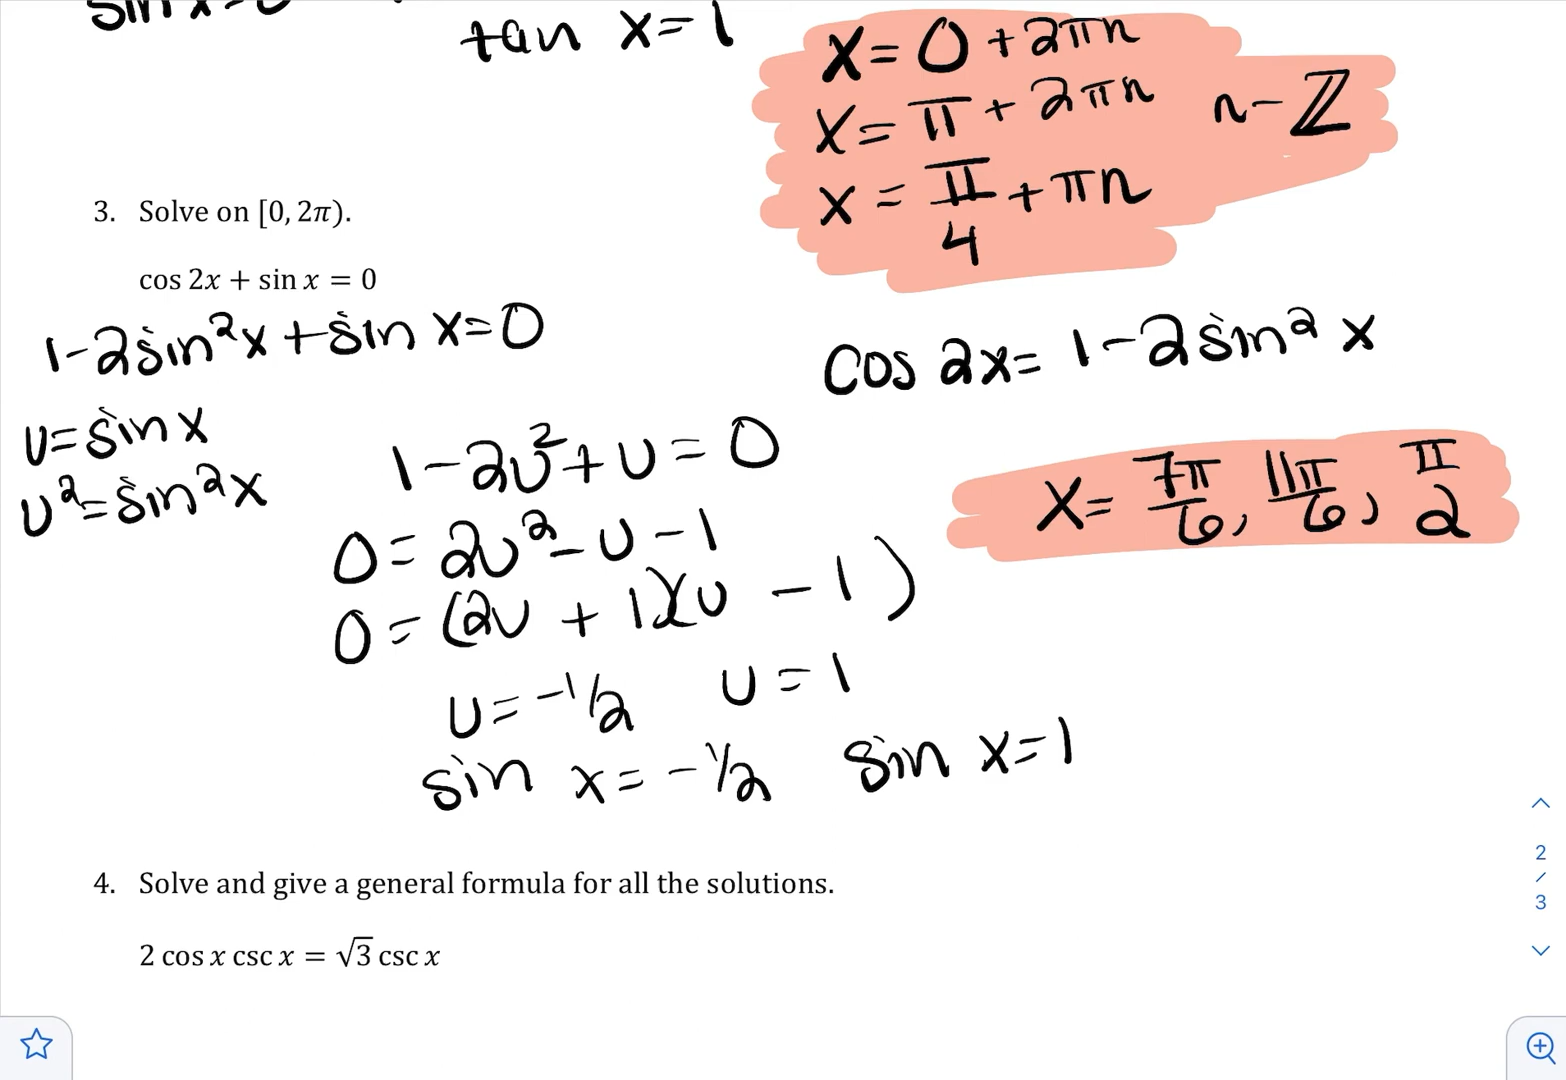 sin x=0
tan x=1
x=0+2πn
x=π+2πn n-ℤ
x=π/4+πn
3. Solve on [0, 2π).
cos 2x + sin x = 0
1-2sin²x+sin x=0
cos 2x= 1-2sin² x
u=sin x
u²=sin²x
1-2u²+u=0
x= 7π/6, 11π/6, π/2
0=2u²-u-1
0=(2u + 1)(u -1)
u=-1/2 u=1
sin x=-1/2 sin x=1
4. Solve and give a general formula for all the solutions.
2 cos x csc x = √3 csc x
2
/
3